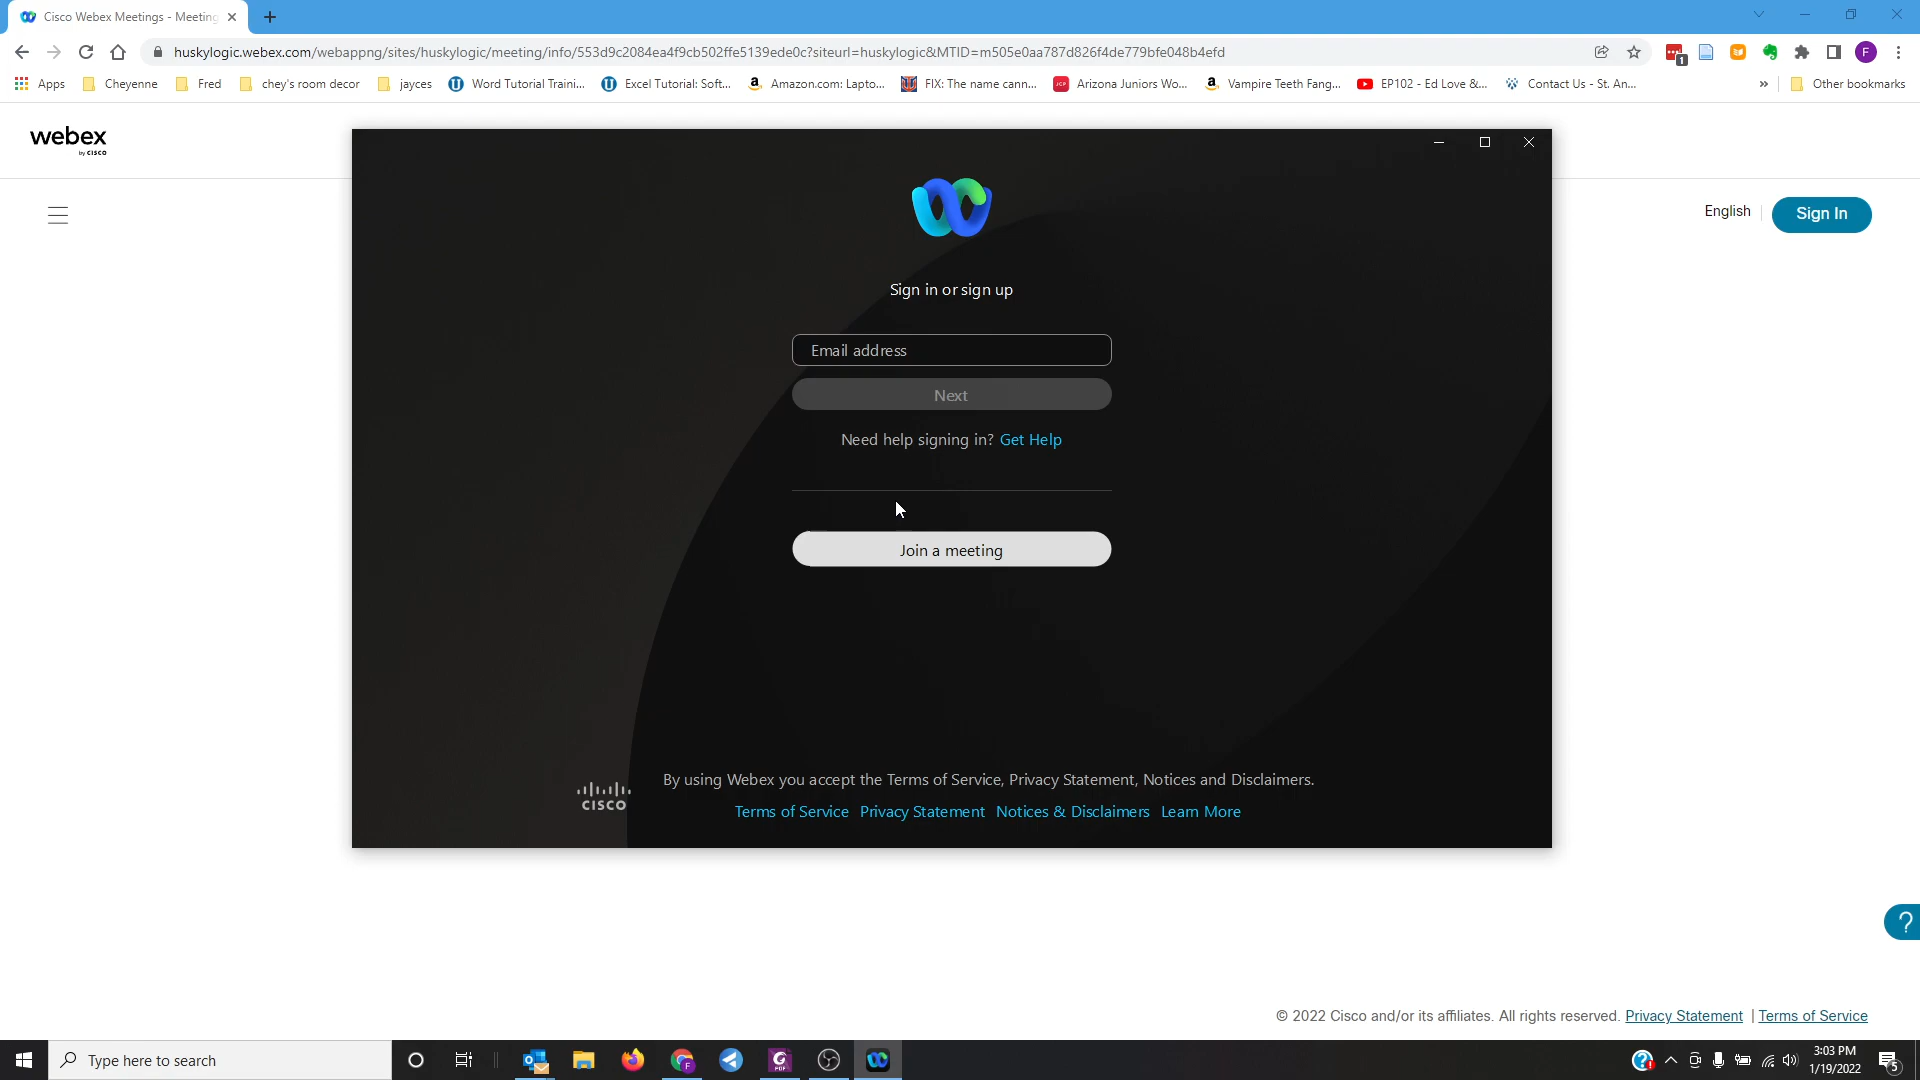 Cisco Webex Meetings - Meeting
huskylogic.webex.com/webappng/sites/huskylogic/meeting/info/553d9c2084ea4f9cb502ffe5139ede0c?siteurl=huskylogic&MTID=m505e0aa787d826f4de779bfe048b4efd
1
F
Apps Cheyenne Fred chey's room decor jayces Word Tutorial Traini... Excel Tutorial: Soft... Amazon.com: Lapto... FIX: The name cann... Arizona Juniors Wo... Vampire Teeth Fang... EP102 - Ed Love &... Contact Us - St. An... » Other bookmarks
webex
by cisco
English Sign In
Sign in or sign up
Email address
Next
Need help signing in? Get Help
Join a meeting
By using Webex you accept the Terms of Service, Privacy Statement, Notices and Disclaimers.
cisco
Terms of Service Privacy Statement Notices & Disclaimers Learn More
?
© 2022 Cisco and/or its affiliates. All rights reserved. Privacy Statement | Terms of Service
Type here to search
3:03 PM
1/19/2022
5